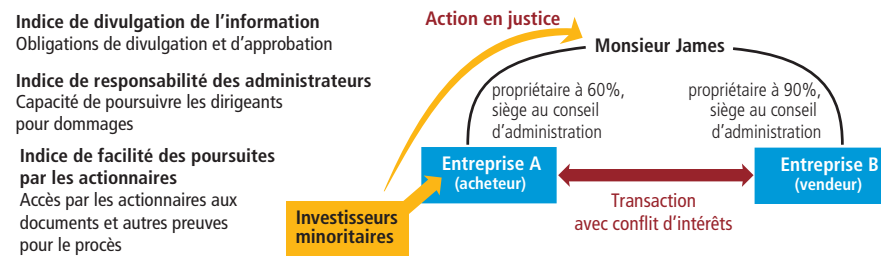 Indice de divulgation de l'information
Obligations de divulgation et d'approbation
Indice de responsabilité des administrateurs
Capacité de poursuivre les dirigeants
pour dommages
Indice de facilité des poursuites
par les actionnaires
Accès par les actionnaires aux
documents et autres preuves
pour le procès
Action en justice
Monsieur James
propriétaire à 60%,
siège au conseil
d'administration
propriétaire à 90%,
siège au conseil
d'administration
Entreprise A
(acheteur)
Entreprise B
(vendeur)
Investisseurs
minoritaires
Transaction
avec conflit d'intérêts